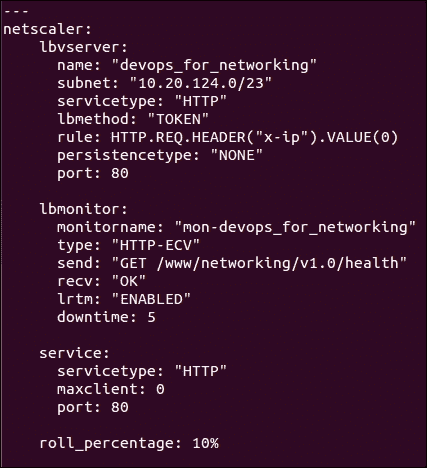 ---
netscaler:
    lbvserver:
      name: "devops_for_networking"
      subnet: "10.20.124.0/23"
      servicetype: "HTTP"
      lbmethod: "TOKEN"
      rule: HTTP.REQ.HEADER("x-ip").VALUE(0)
      persistencetype: "NONE"
      port: 80

    lbmonitor:
      monitorname: "mon-devops_for_networking"
      type: "HTTP-ECV"
      send: "GET /www/networking/v1.0/health"
      recv: "OK"
      lrtm: "ENABLED"
      downtime: 5

    service:
      servicetype: "HTTP"
      maxclient: 0
      port: 80

    roll_percentage: 10%